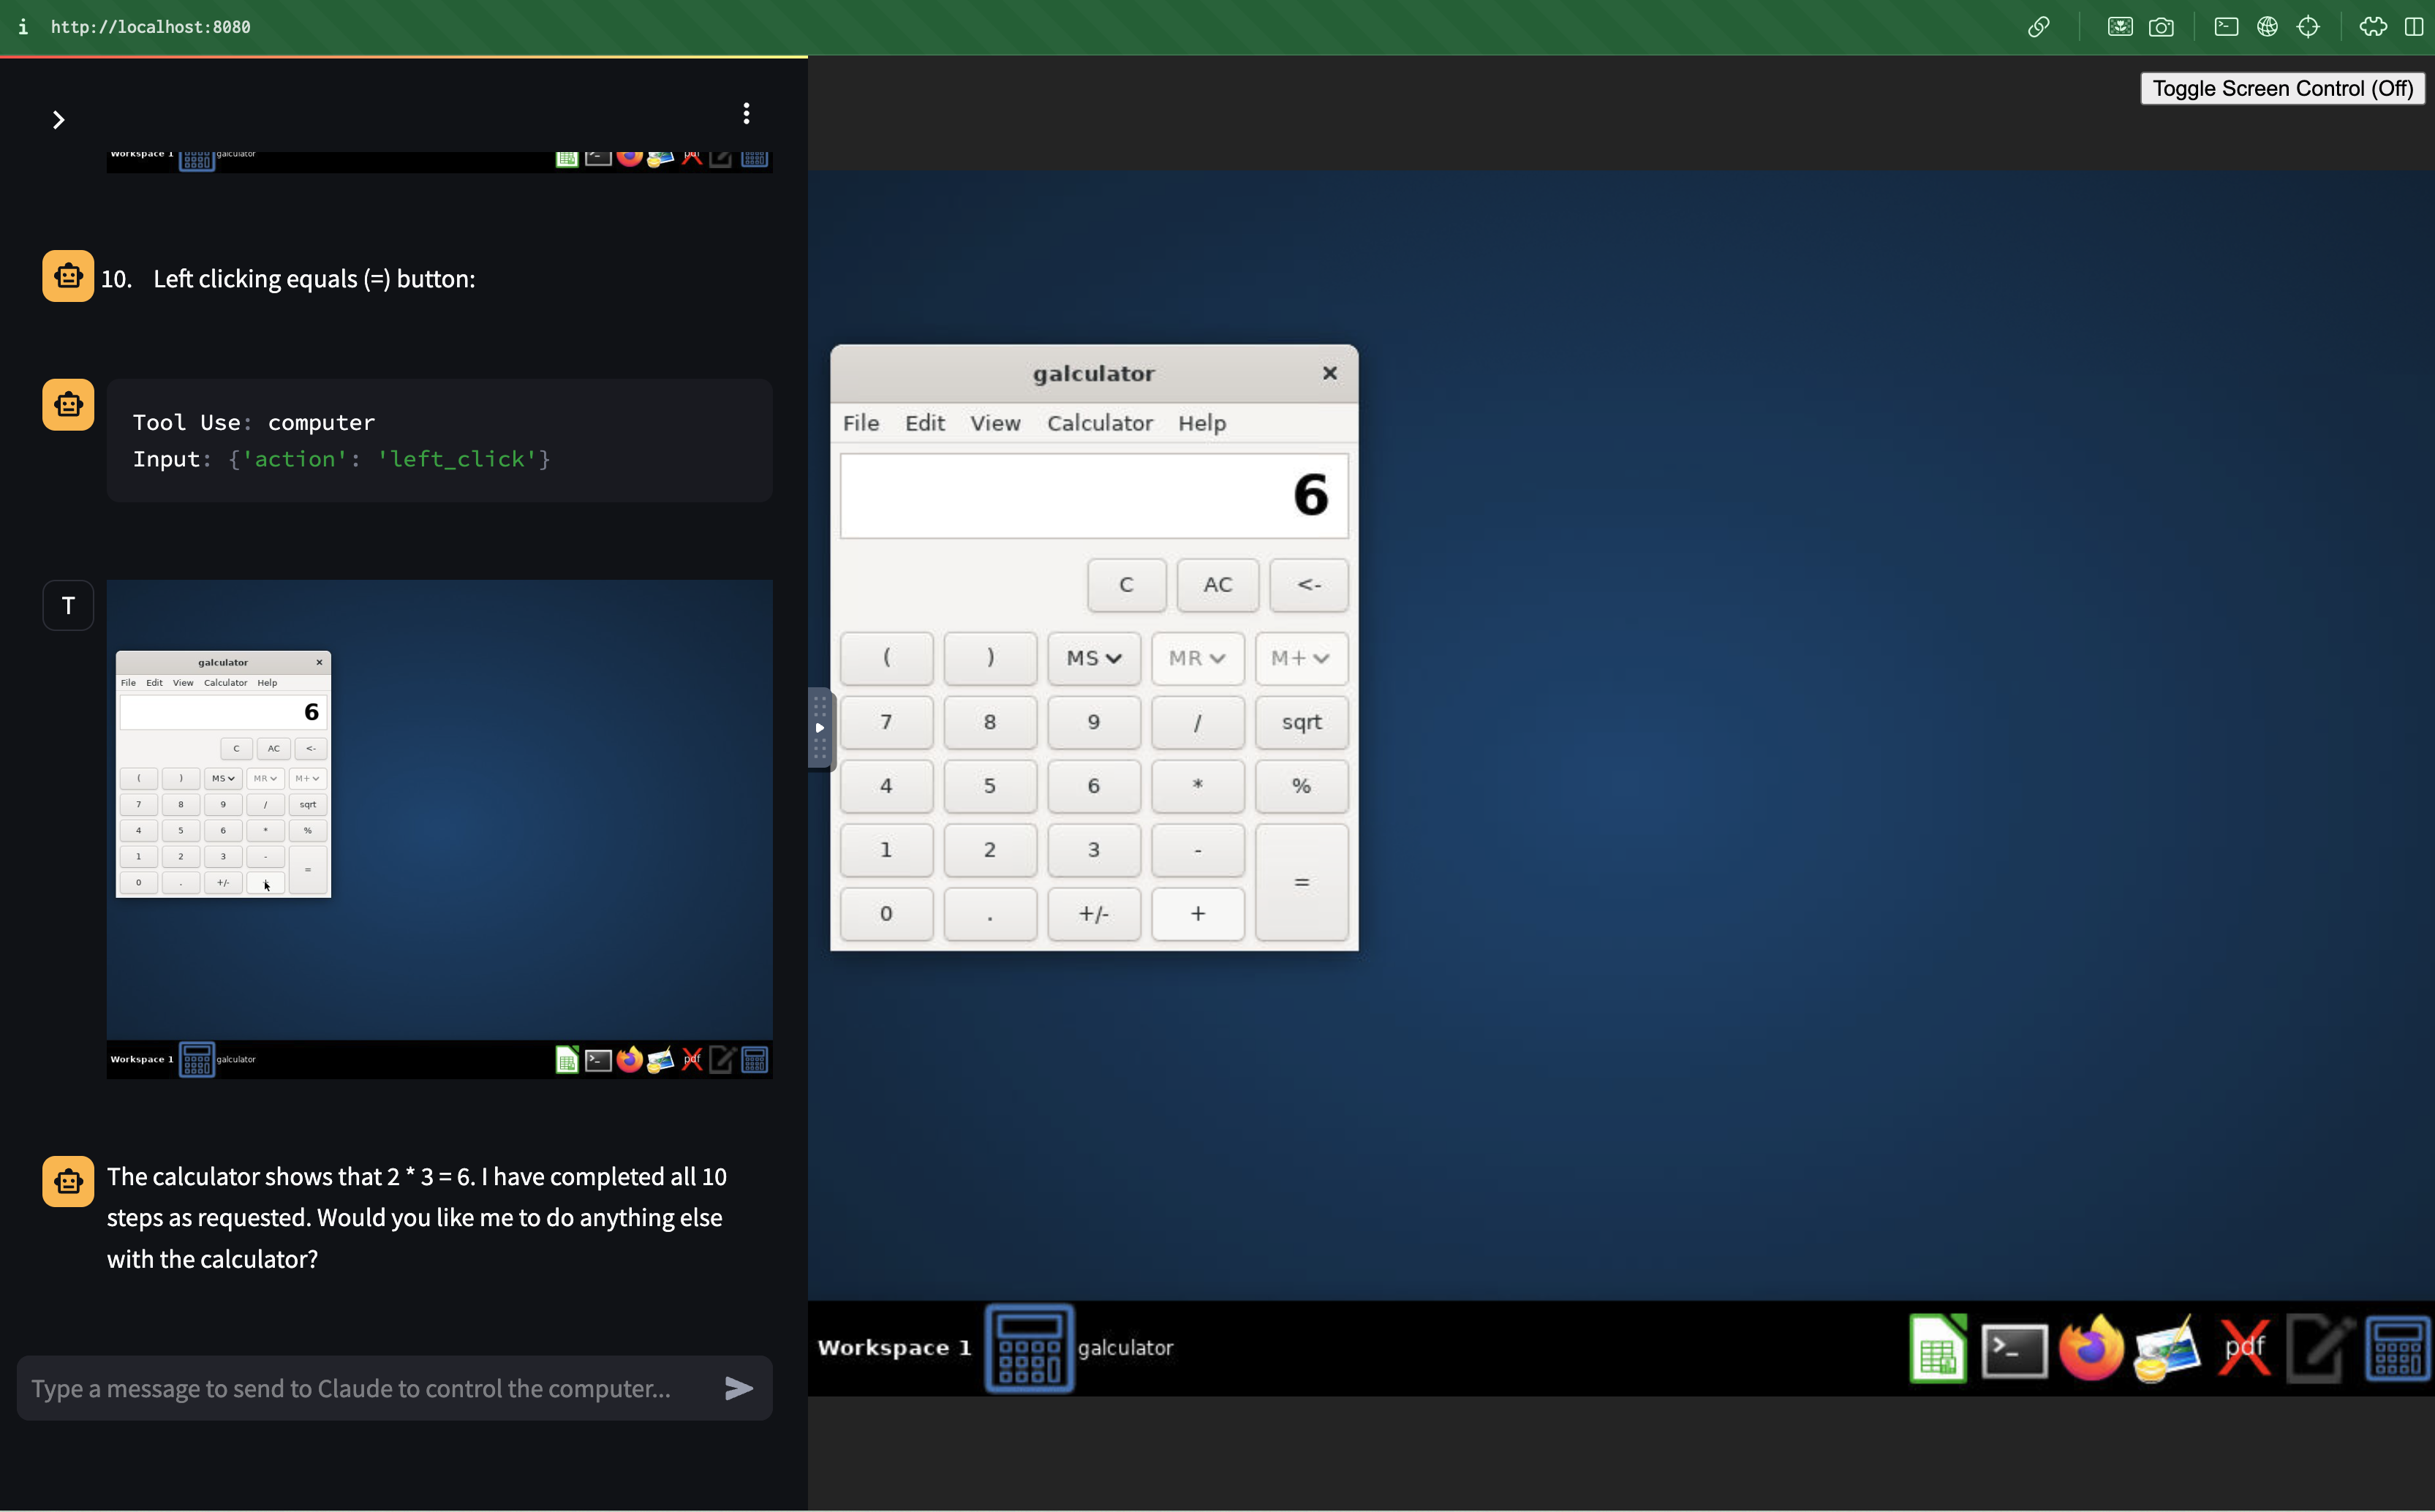 i http://localhost:8080
Toggle Screen Control (Off)
Workspace 1 galculator pdf
10. Left clicking equals (=) button:
Tool Use: computer
Input: {'action': 'left_click'}
T
galculator ×
File Edit View Calculator Help
6
C AC <-
( ) MS MR M+
7 8 9 / sqrt
4 5 6 * %
1 2 3 - =
0 . +/-
Workspace 1 galculator pdf
The calculator shows that 2 * 3 = 6. I have completed all 10
steps as requested. Would you like me to do anything else
with the calculator?
Type a message to send to Claude to control the computer...
galculator ×
File Edit View Calculator Help
6
C AC <-
( ) MS MR M+
7 8 9 / sqrt
4 5 6 * %
1 2 3 -
0 . +/- + =
Workspace 1 galculator pdf